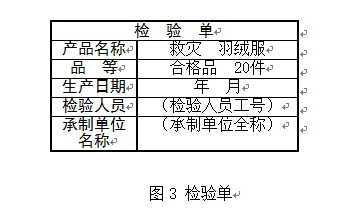 检 验 单
产品名称 救灾 羽绒服
品 等 合格品 20件
生产日期 年 月
检验人员 （检验人员工号）
承制单位名称 （承制单位全称）
图3 检验单